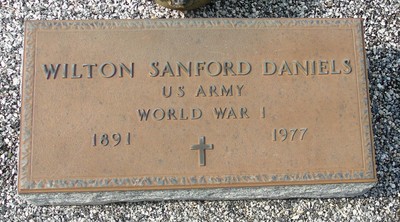 WILTON SANFORD DANIELS
US ARMY
WORLD WAR I
1891 1977